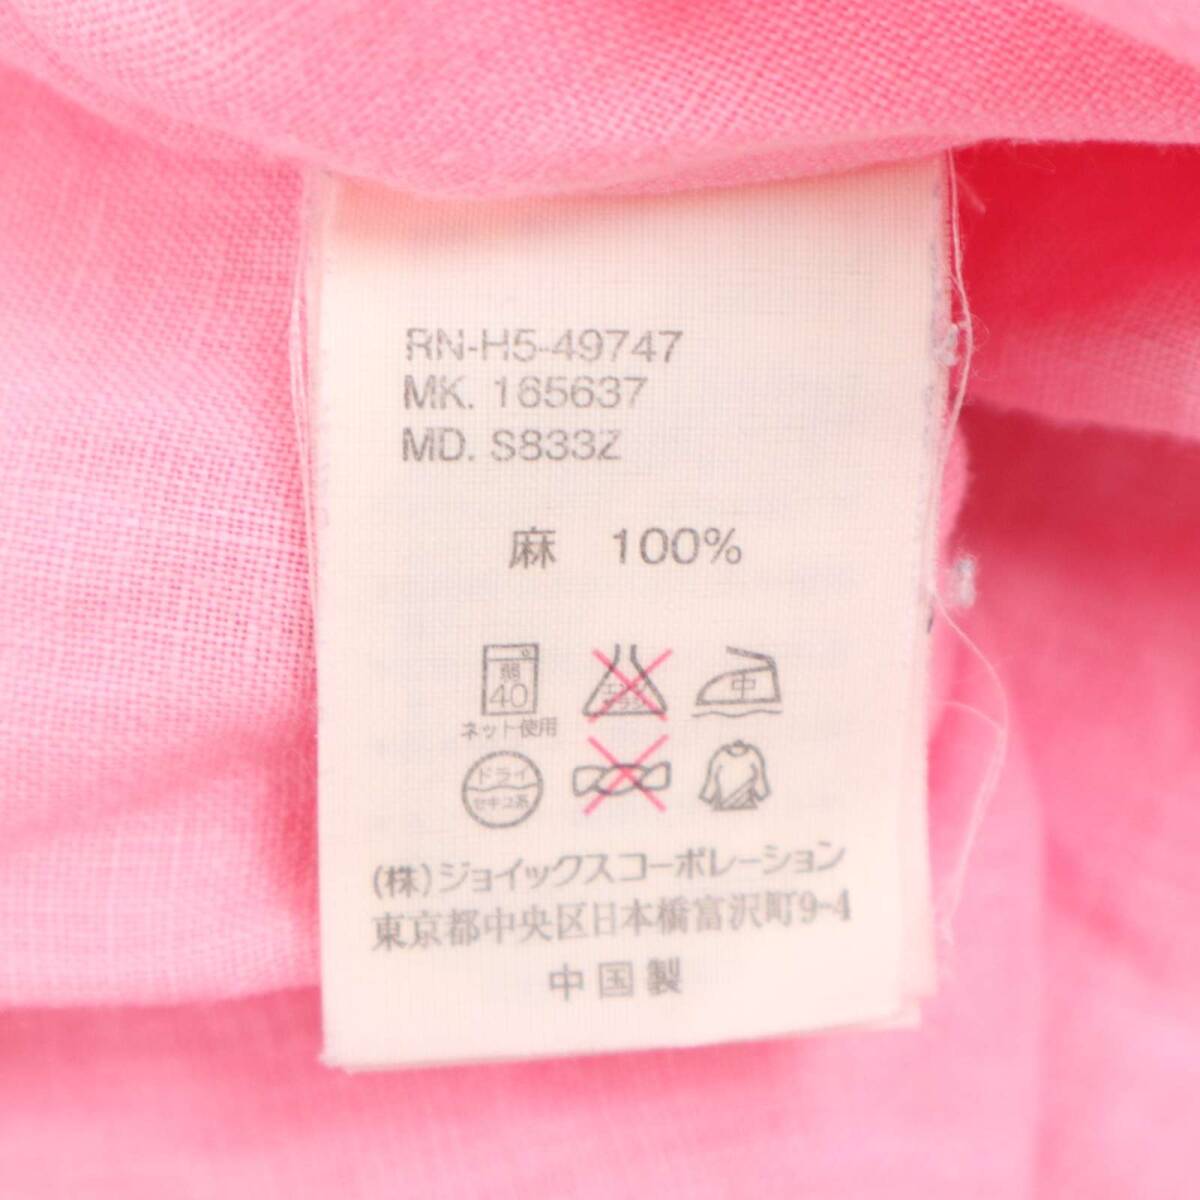 RN-H5-49747
MK. 165637
MD. S833Z
麻 100%
弱
40
中
ネット使用
ドライ
セキユ系
(株)ジョイックスコーポレーション
東京都中央区日本橋富沢町9-4
中国製